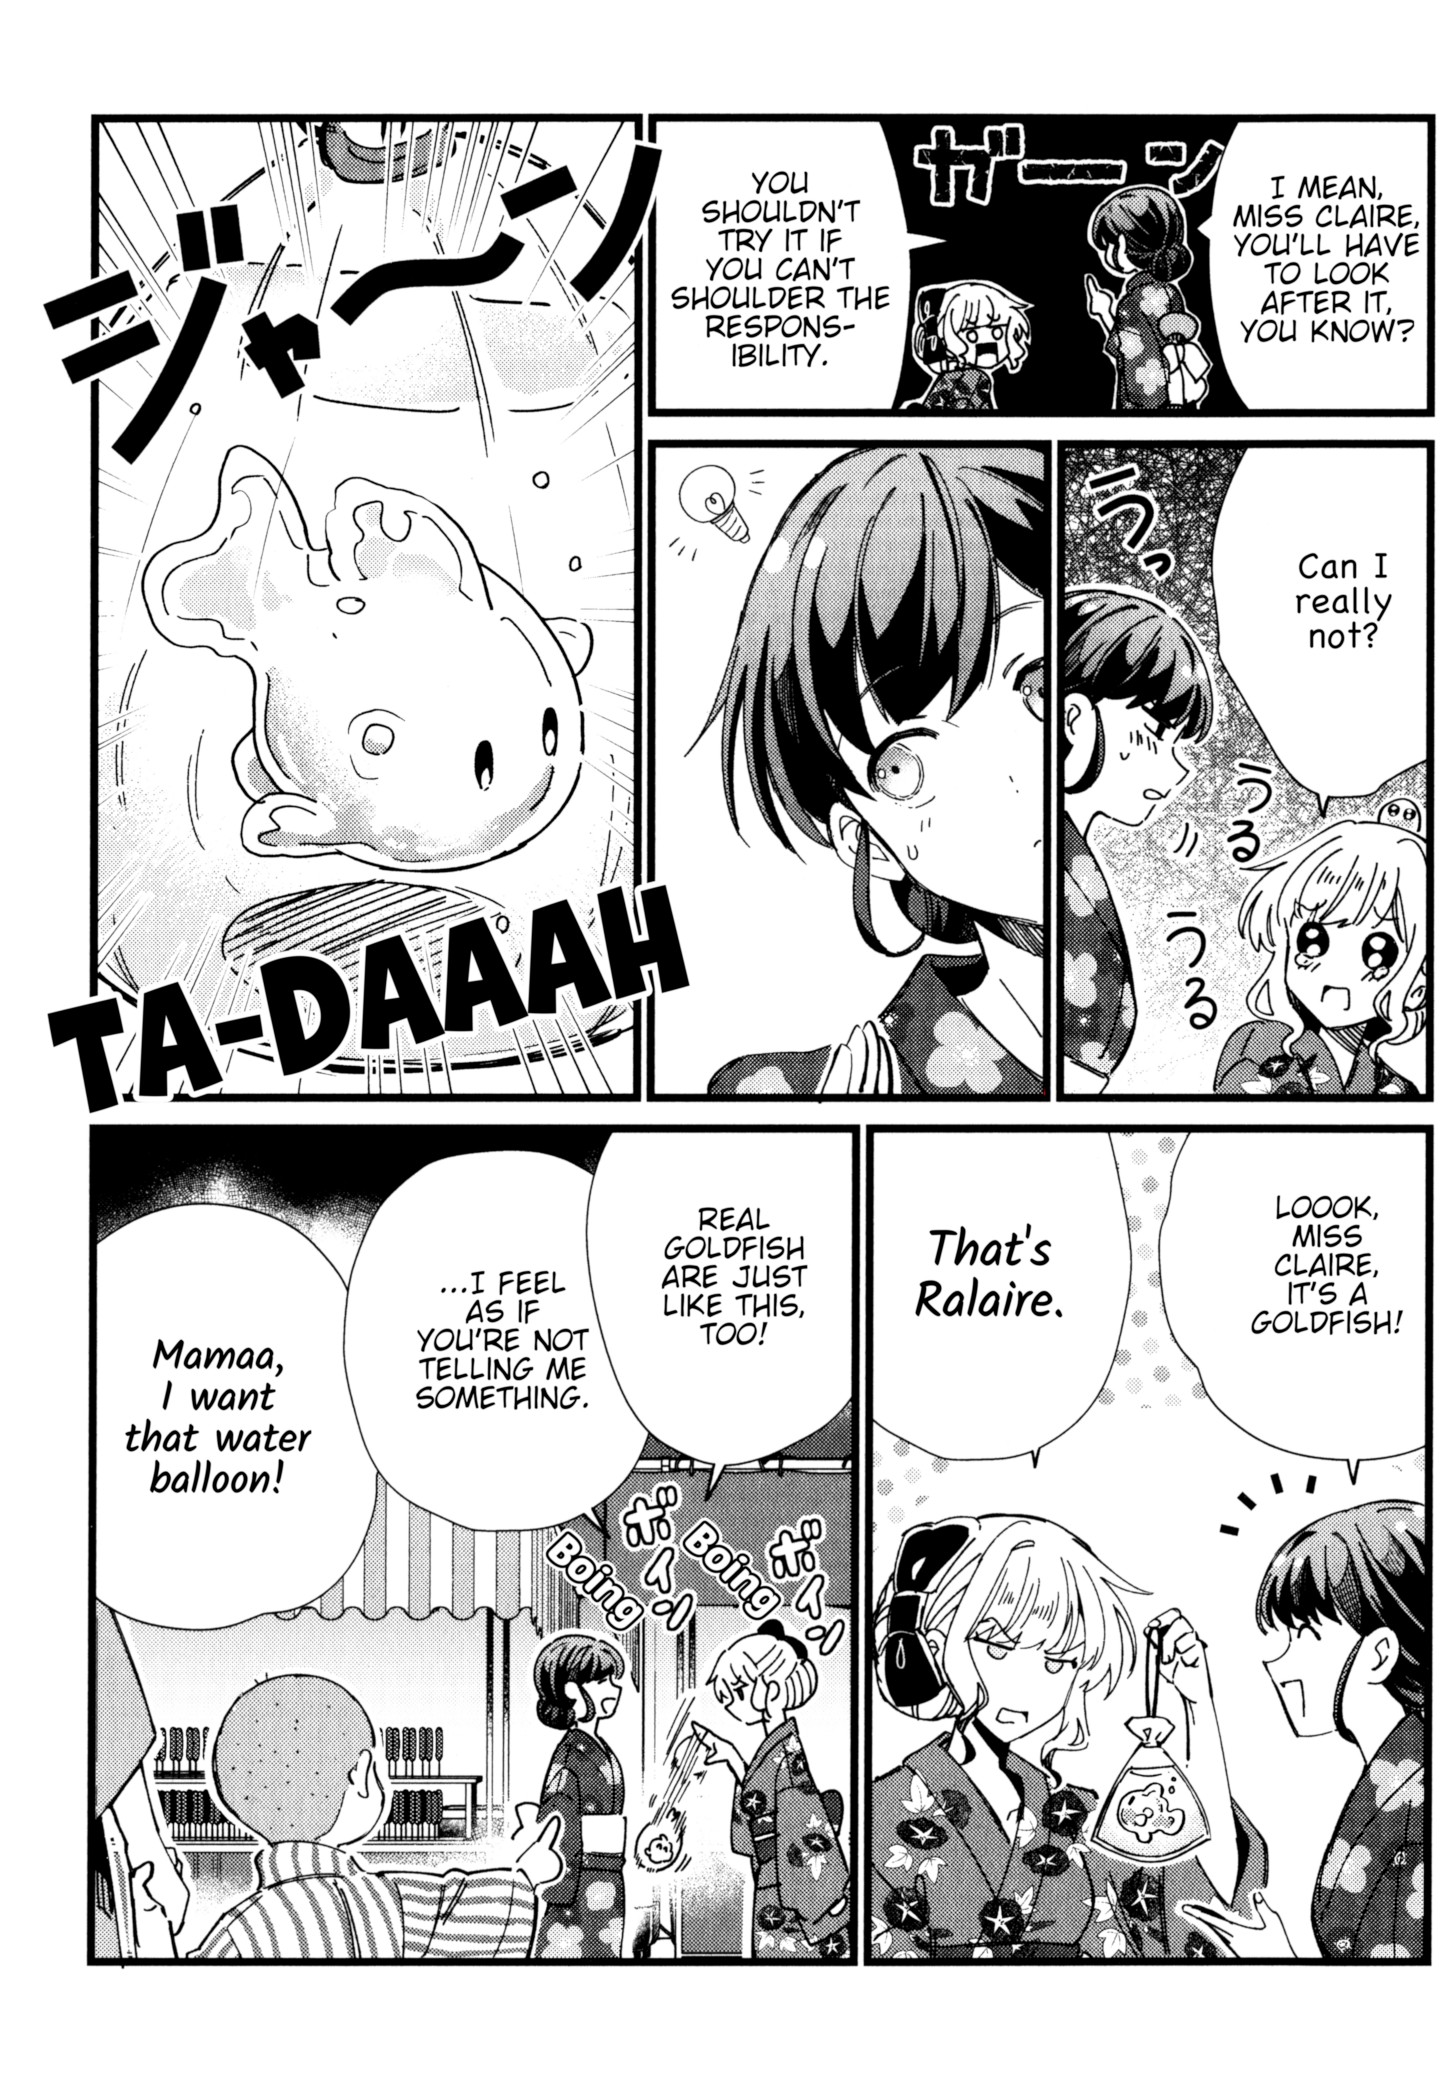 I MEAN,
MISS CLAIRE,
YOU'LL HAVE
TO LOOK
AFTER IT,
YOU KNOW?
ガーン
YOU
SHOULDN'T
TRY IT IF
YOU CAN'T
SHOULDER THE
RESPONS-
IBILITY.
Can I
really
not?
うっ
うる
うる
ジャーン
TA-DAAAH
LOOOK,
MISS
CLAIRE,
IT'S A
GOLDFISH!
That's
Ralaire.
REAL
GOLDFISH
ARE JUST
LIKE THIS,
TOO!
...I FEEL
AS IF
YOU'RE NOT
TELLING ME
SOMETHING.
ボイン
Boing
ボイン
Boing
Mamaa,
I want
that water
balloon!